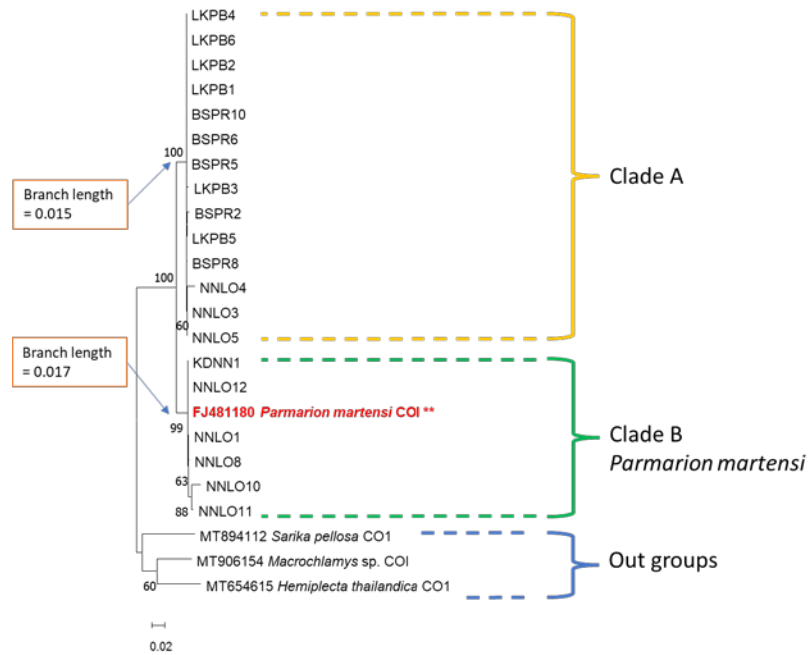 LKPB4
LKPB6
LKPB2
LKPB1
BSPR10
BSPR6
100
BSPR5
LKPB3
BSPR2
LKPB5
BSPR8
100
NNLO4
NNLO3
60
NNLO5
KDNN1
NNLO12
FJ481180 Parmarion martensi COI **
99
NNLO1
NNLO8
63
NNLO10
88
NNLO11
MT894112 Sarika pellosa CO1
MT906154 Macrochlamys sp. COI
60
MT654615 Hemiplecta thailandica CO1
0.02
Branch length
= 0.015
Branch length
= 0.017
Clade A
Clade B
Parmarion martensi
Out groups